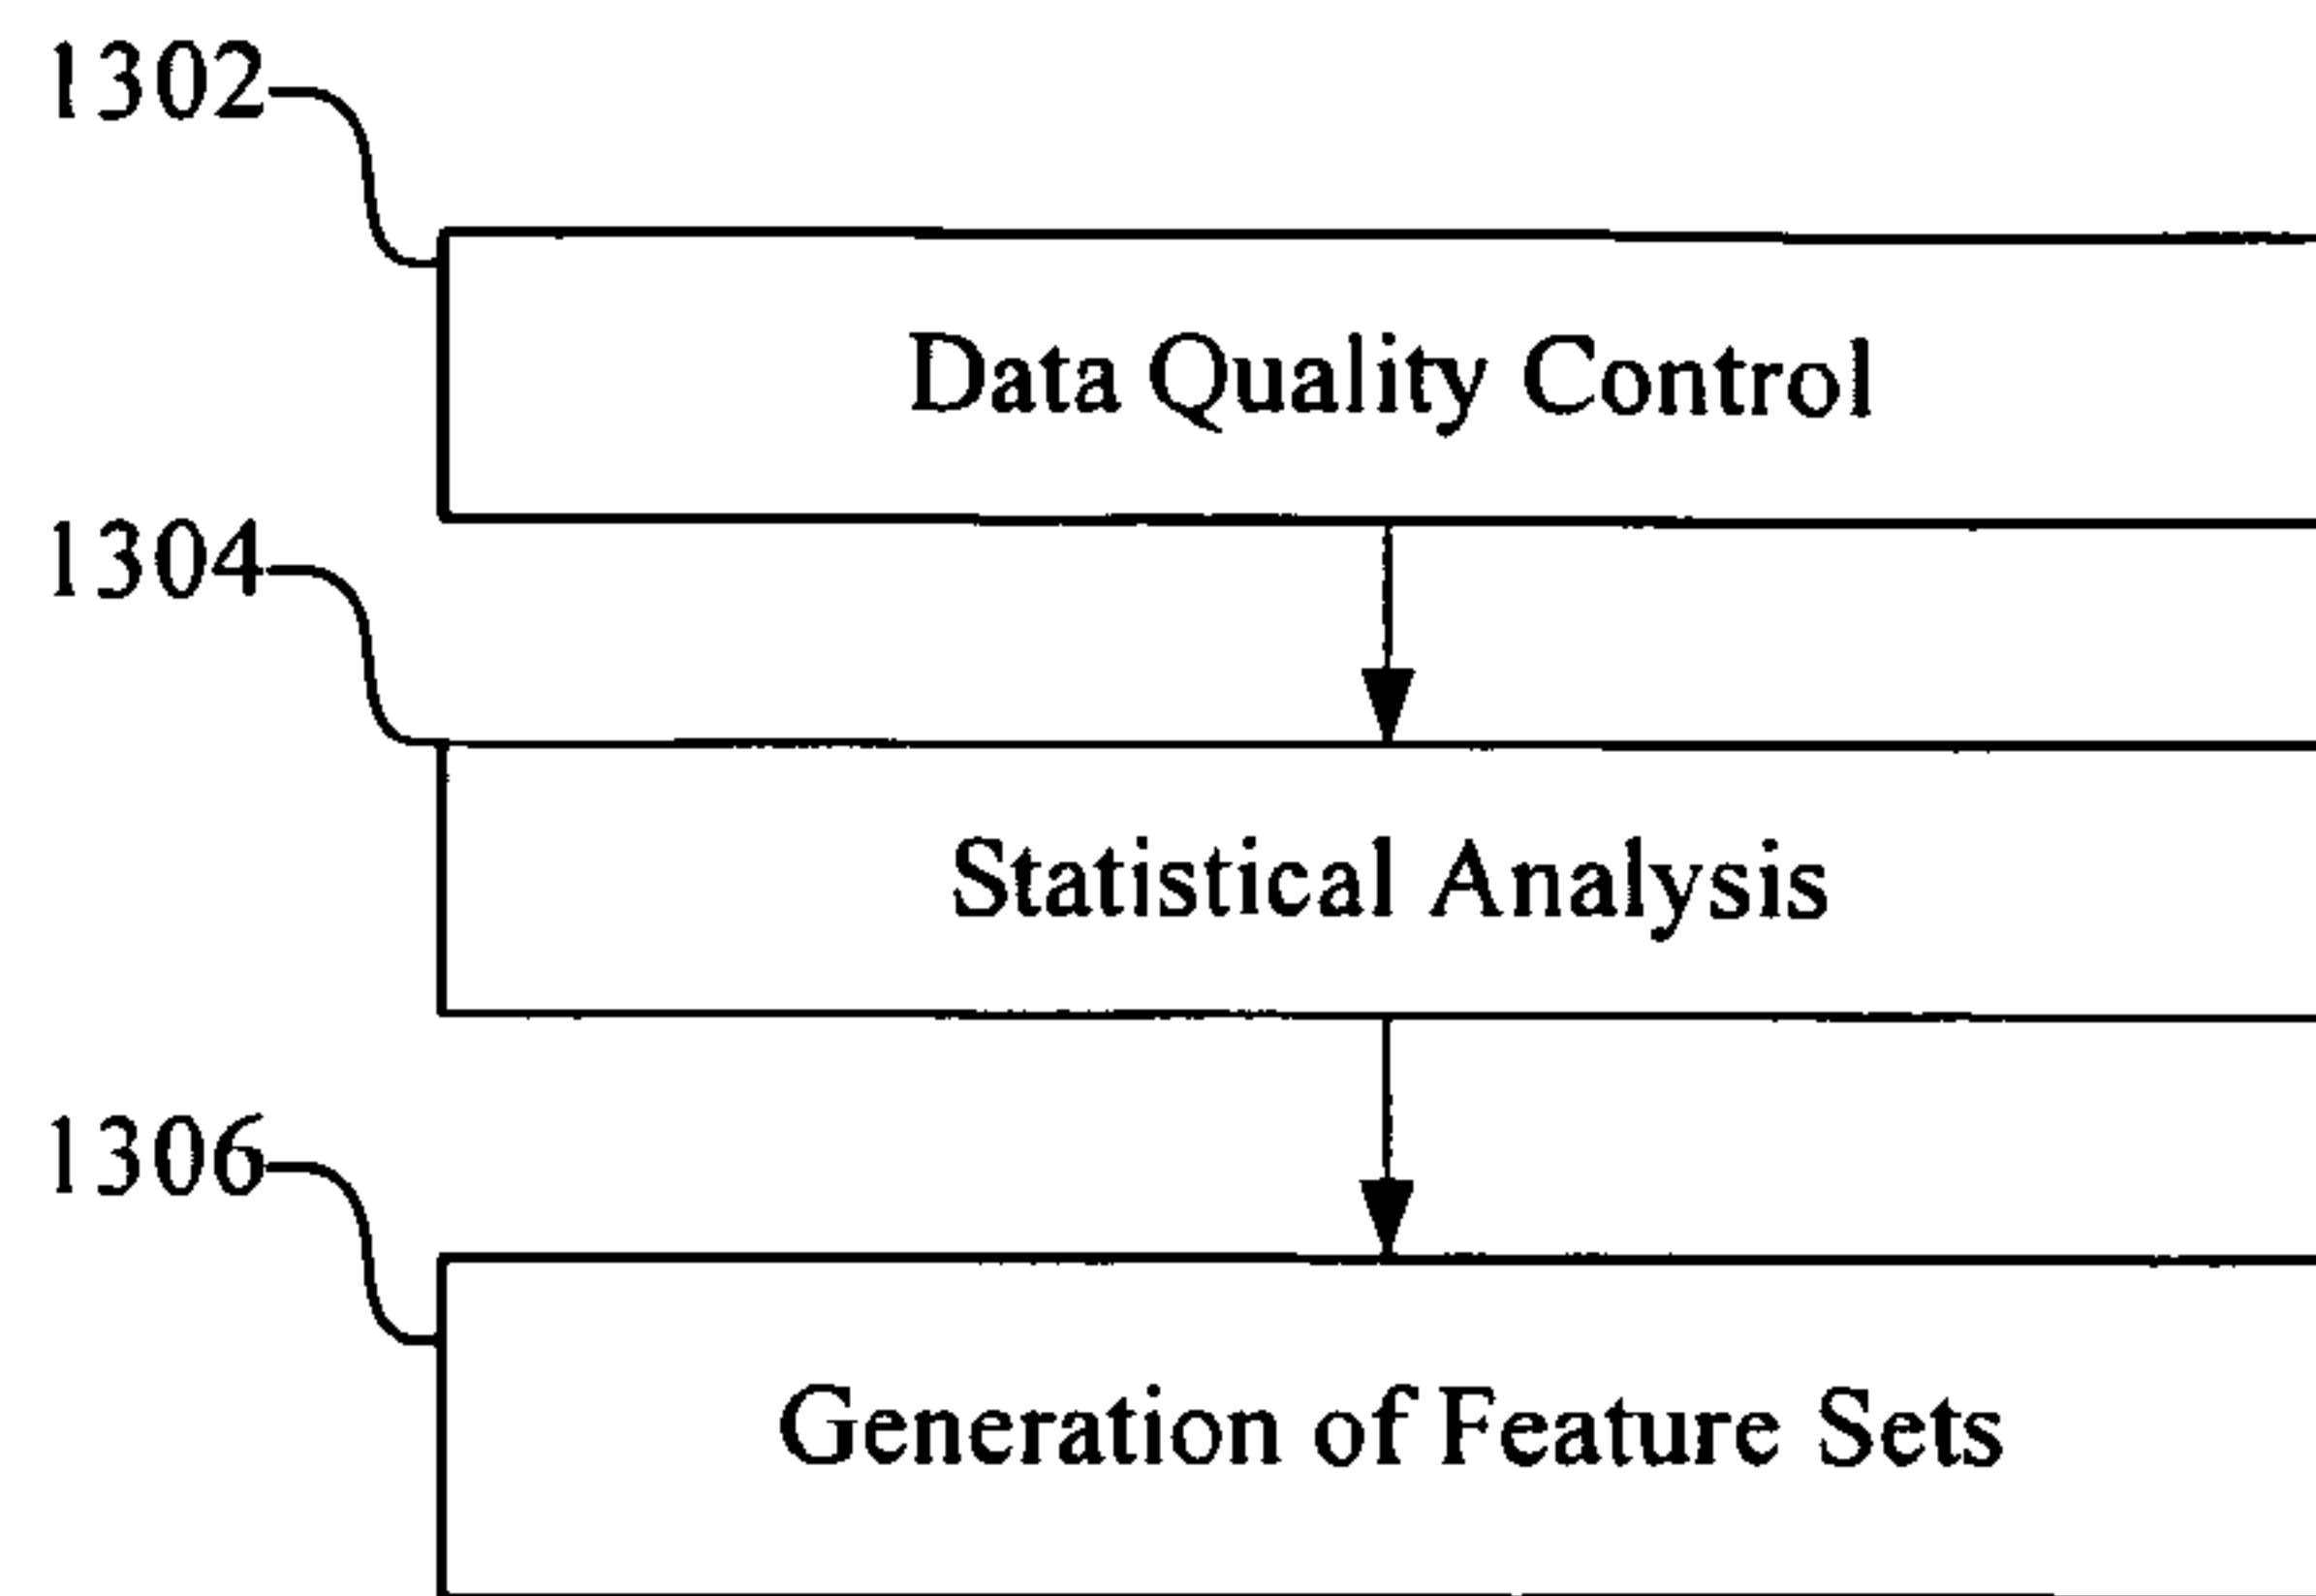 1302
Data Quality Control
1304
Statistical Analysis
1306
Generation of Feature Sets